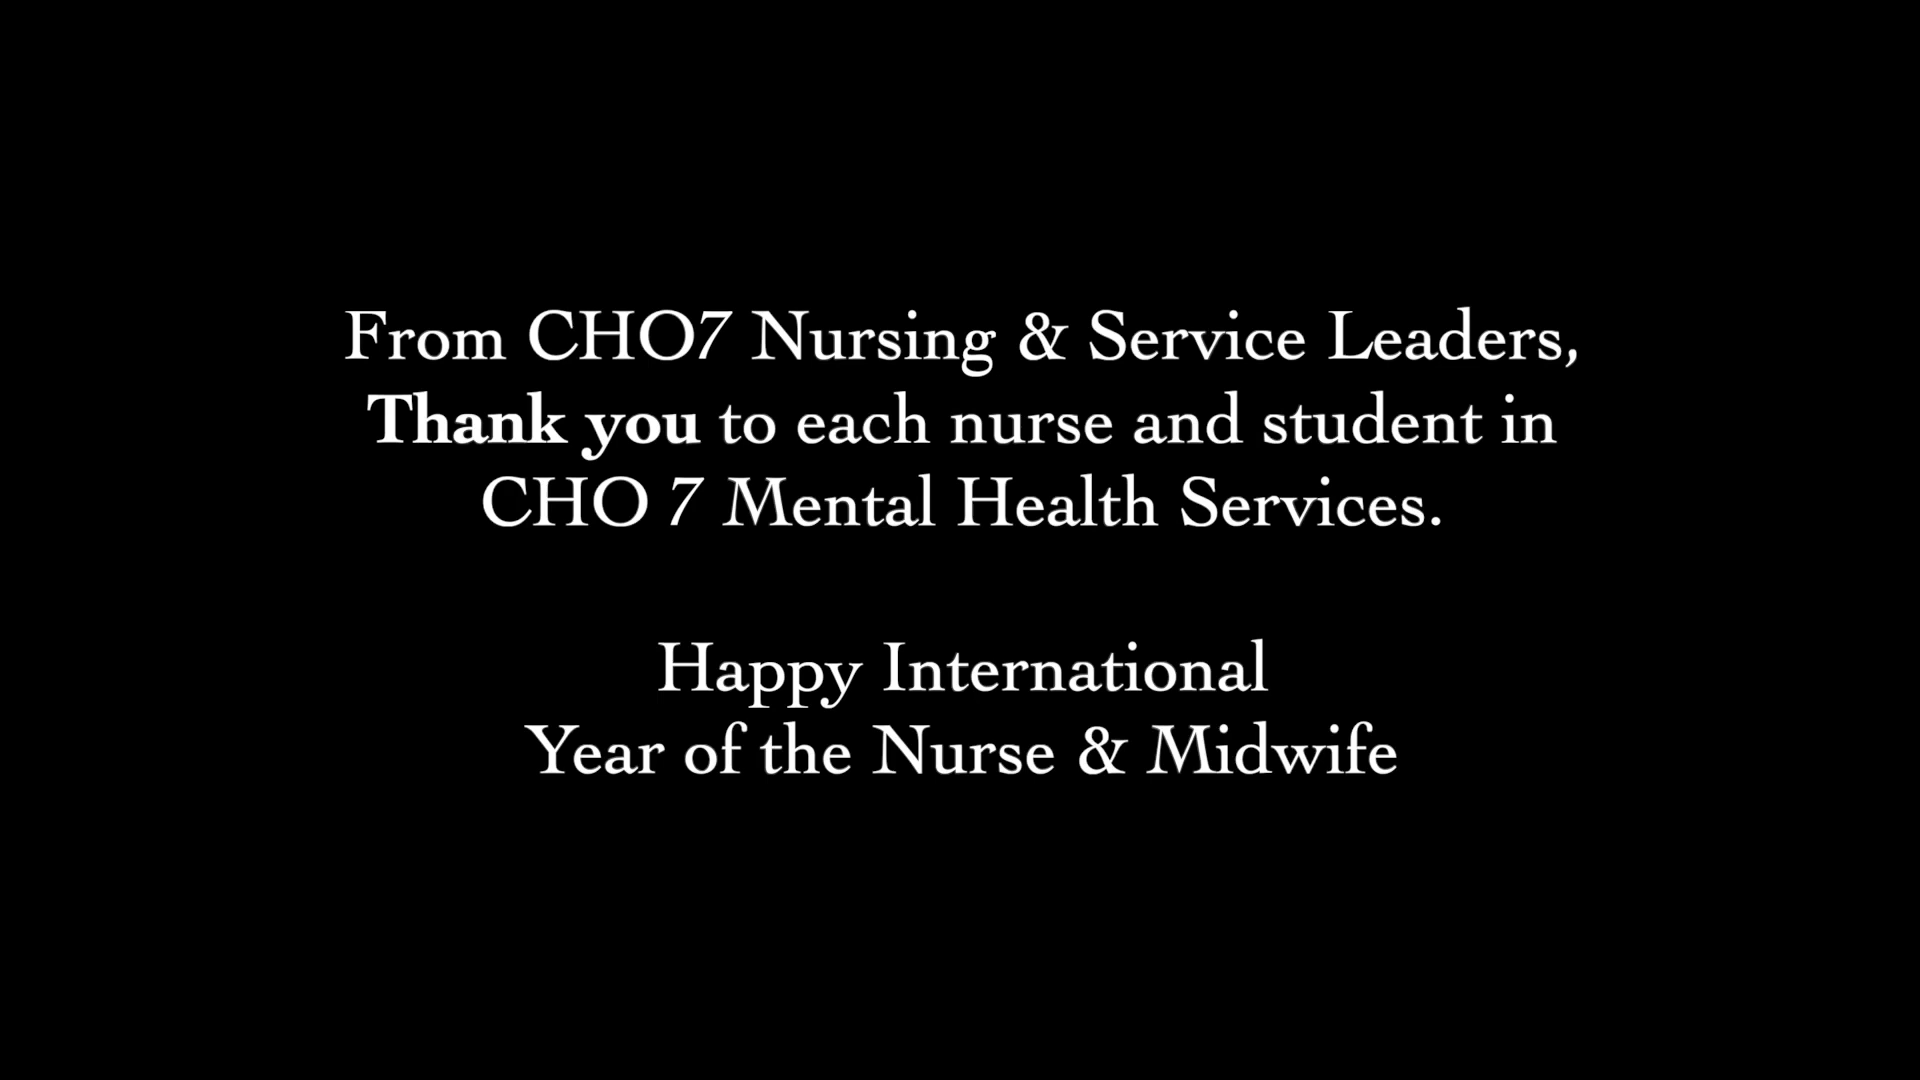 From CHO7 Nursing & Service Leaders,
Thank you to each nurse and student in
CHO 7 Mental Health Services.
Happy International
Year of the Nurse & Midwife